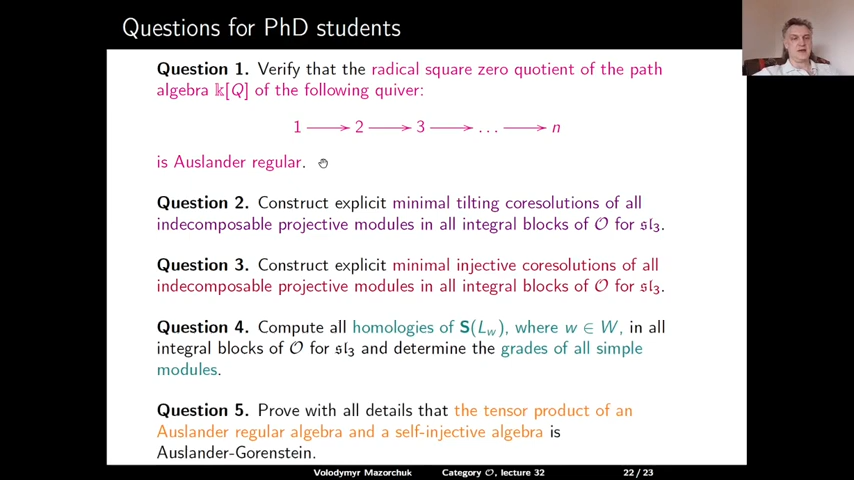 Questions for PhD students
Question 1. Verify that the radical square zero quotient of the path
algebra 𝕜[Q] of the following quiver:
1 ⟶ 2 ⟶ 3 ⟶ … ⟶ n
is Auslander regular.
Question 2. Construct explicit minimal tilting coresolutions of all
indecomposable projective modules in all integral blocks of 𝒪 for 𝔰𝔩₃.
Question 3. Construct explicit minimal injective coresolutions of all
indecomposable projective modules in all integral blocks of 𝒪 for 𝔰𝔩₃.
Question 4. Compute all homologies of S(L_w), where w ∈ W, in all
integral blocks of 𝒪 for 𝔰𝔩₃ and determine the grades of all simple
modules.
Question 5. Prove with all details that the tensor product of an
Auslander regular algebra and a self-injective algebra is
Auslander-Gorenstein.
Volodymyr Mazorchuk Category 𝒪, lecture 32 22 / 23